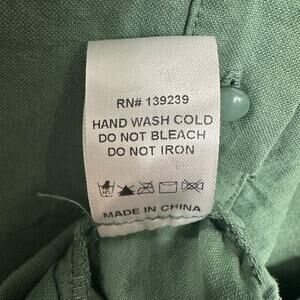 RN# 139239
HAND WASH COLD
DO NOT BLEACH
DO NOT IRON
MADE IN CHINA